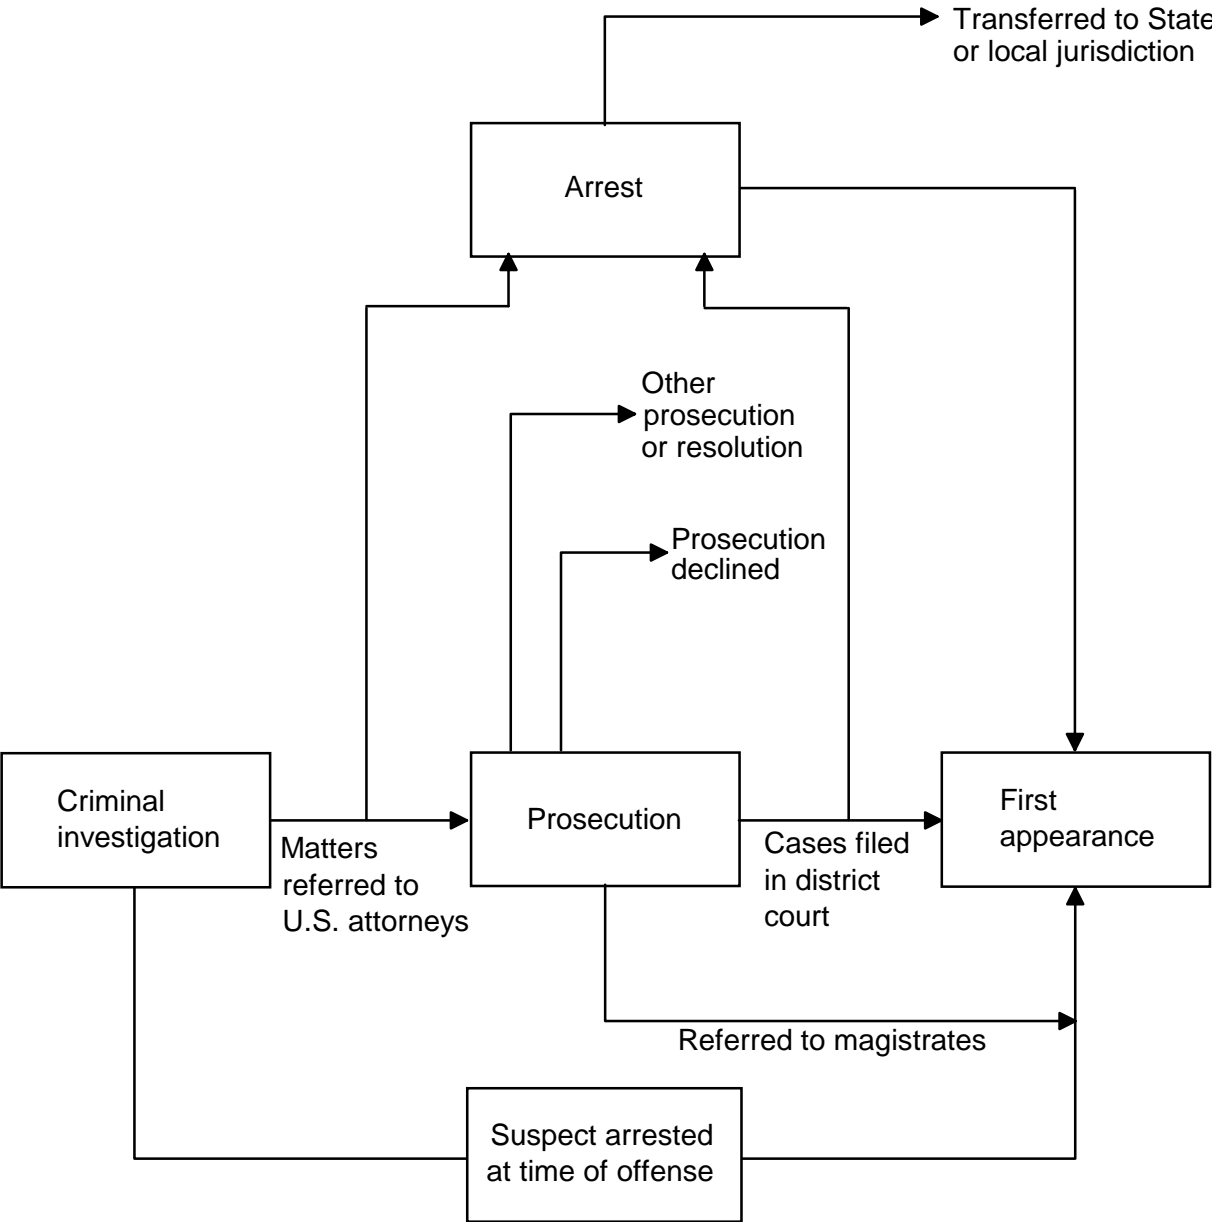 Transferred to State
or local jurisdiction
Arrest
Other
prosecution
or resolution
Prosecution
declined
Criminal
investigation
Matters
referred to
U.S. attorneys
Prosecution
Cases filed
in district
court
First
appearance
Referred to magistrates
Suspect arrested
at time of offense